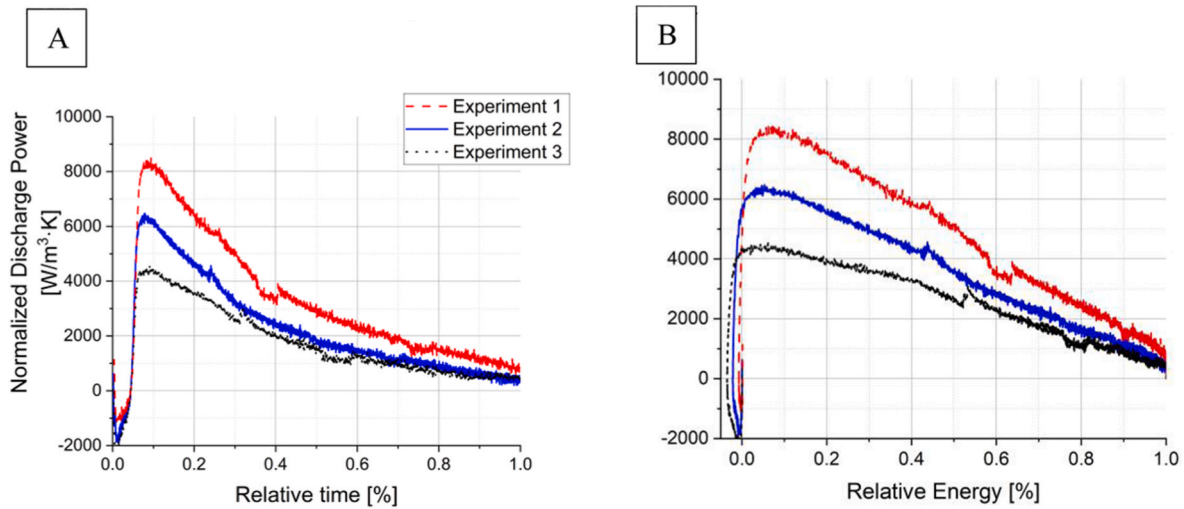 A
B
Normalized Discharge Power
[W/m³·K]
10000
8000
6000
4000
2000
0
-2000
Experiment 1
Experiment 2
Experiment 3
0.0 0.2 0.4 0.6 0.8 1.0
Relative time [%]
10000
8000
6000
4000
2000
0
-2000
0.0 0.2 0.4 0.6 0.8 1.0
Relative Energy [%]